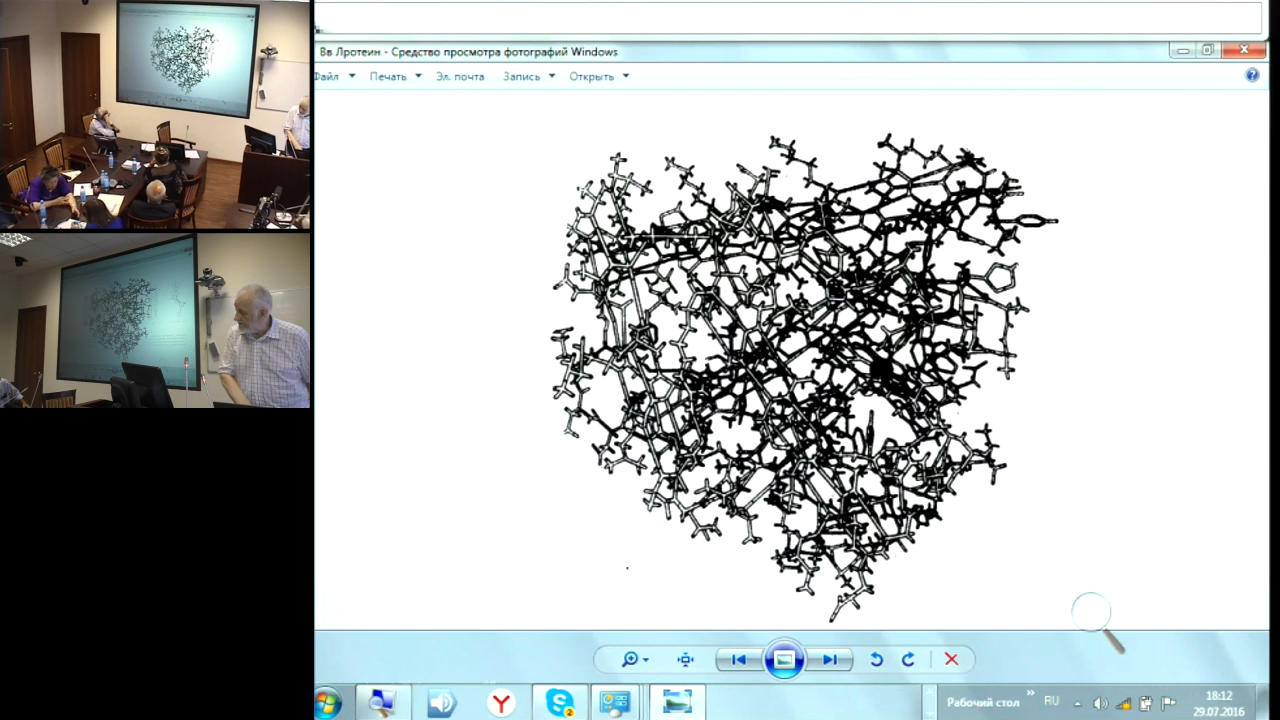 Вв Лротеин - Средство просмотра фотографий Windows
Файл Печать Эл. почта Запись Открыть
Рабочий стол » RU 18:12
29.07.2016